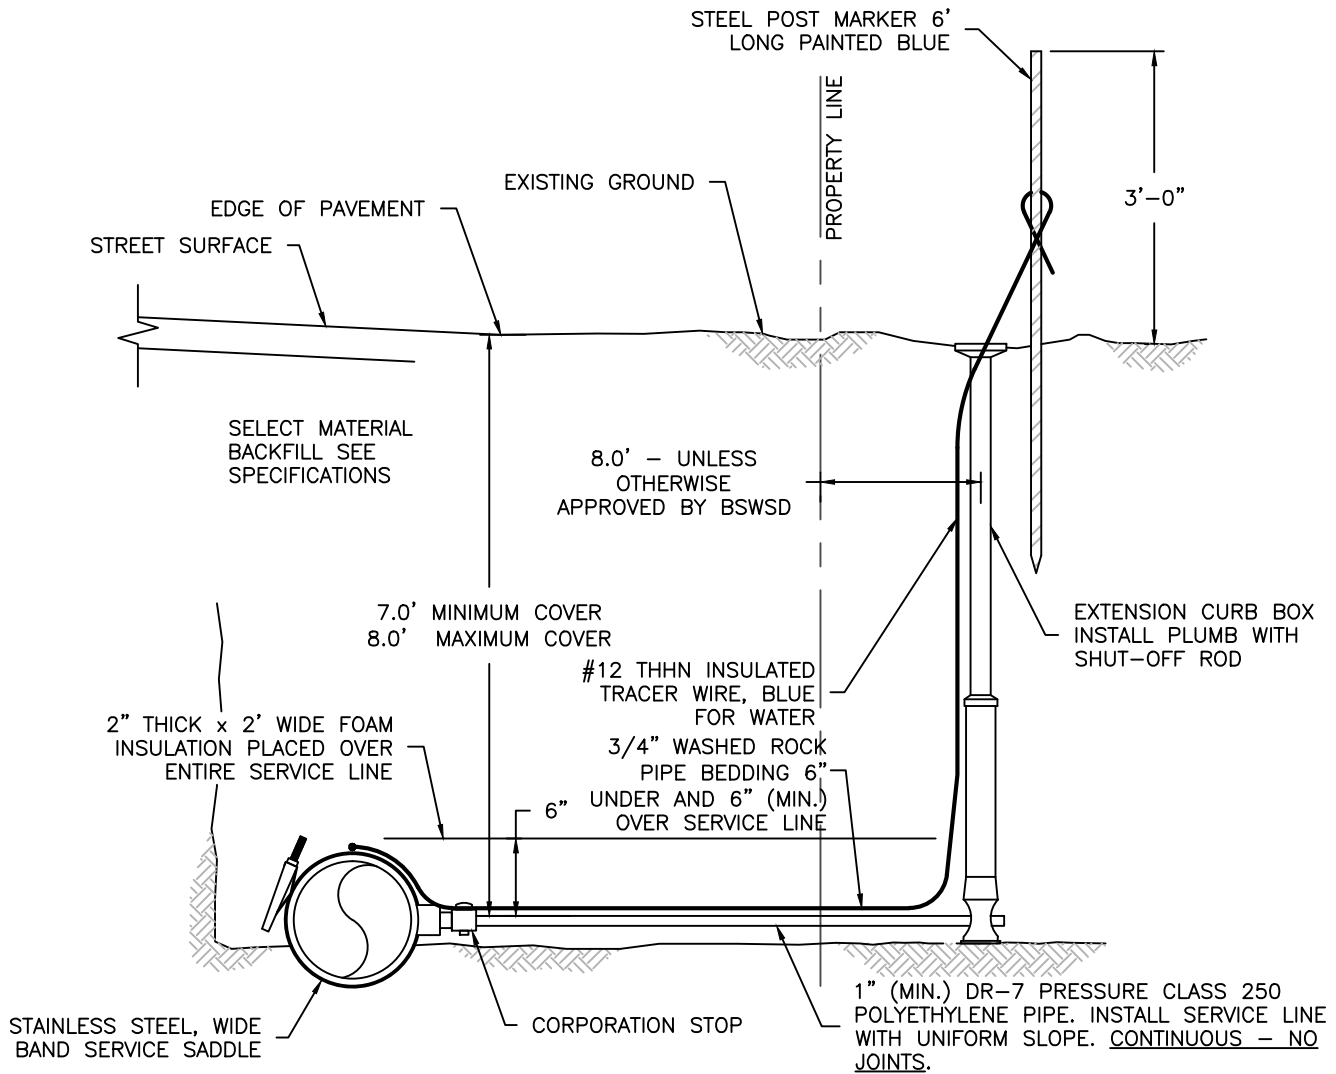 STEEL POST MARKER 6'
LONG PAINTED BLUE
PROPERTY LINE
EXISTING GROUND
3'-0"
EDGE OF PAVEMENT
STREET SURFACE
SELECT MATERIAL
BACKFILL SEE
SPECIFICATIONS
8.0' - UNLESS
OTHERWISE
APPROVED BY BSWSD
7.0' MINIMUM COVER
8.0' MAXIMUM COVER
EXTENSION CURB BOX
INSTALL PLUMB WITH
SHUT-OFF ROD
#12 THHN INSULATED
TRACER WIRE, BLUE
FOR WATER
2" THICK x 2' WIDE FOAM
INSULATION PLACED OVER
ENTIRE SERVICE LINE
3/4" WASHED ROCK
PIPE BEDDING 6"
UNDER AND 6" (MIN.)
OVER SERVICE LINE
6"
1" (MIN.) DR-7 PRESSURE CLASS 250
POLYETHYLENE PIPE. INSTALL SERVICE LINE
WITH UNIFORM SLOPE. CONTINUOUS - NO
JOINTS.
CORPORATION STOP
STAINLESS STEEL, WIDE
BAND SERVICE SADDLE